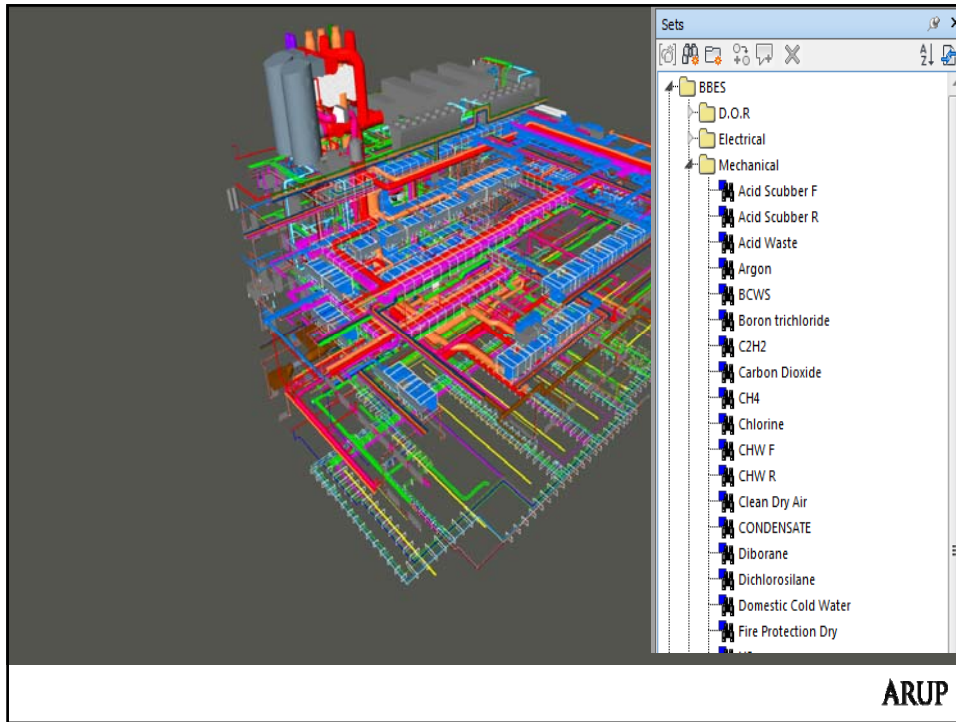 Sets
BBES
D.O.R
Electrical
Mechanical
Acid Scubber F
Acid Scubber R
Acid Waste
Argon
BCWS
Boron trichloride
C2H2
Carbon Dioxide
CH4
Chlorine
CHW F
CHW R
Clean Dry Air
CONDENSATE
Diborane
Dichlorosilane
Domestic Cold Water
Fire Protection Dry
ARUP